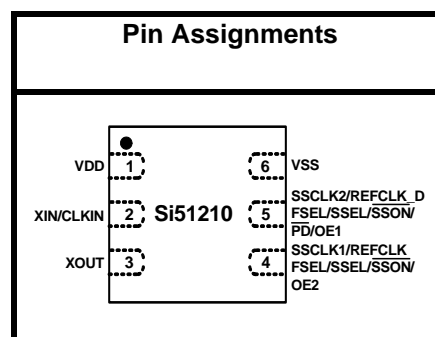 Pin Assignments
VDD 1 6 VSS
SSCLK2/REFCLK_D
XIN/CLKIN 2 Si51210 5 FSEL/SSEL/SSON/
PD/OE1
SSCLK1/REFCLK
XOUT 3 4 FSEL/SSEL/SSON/
OE2